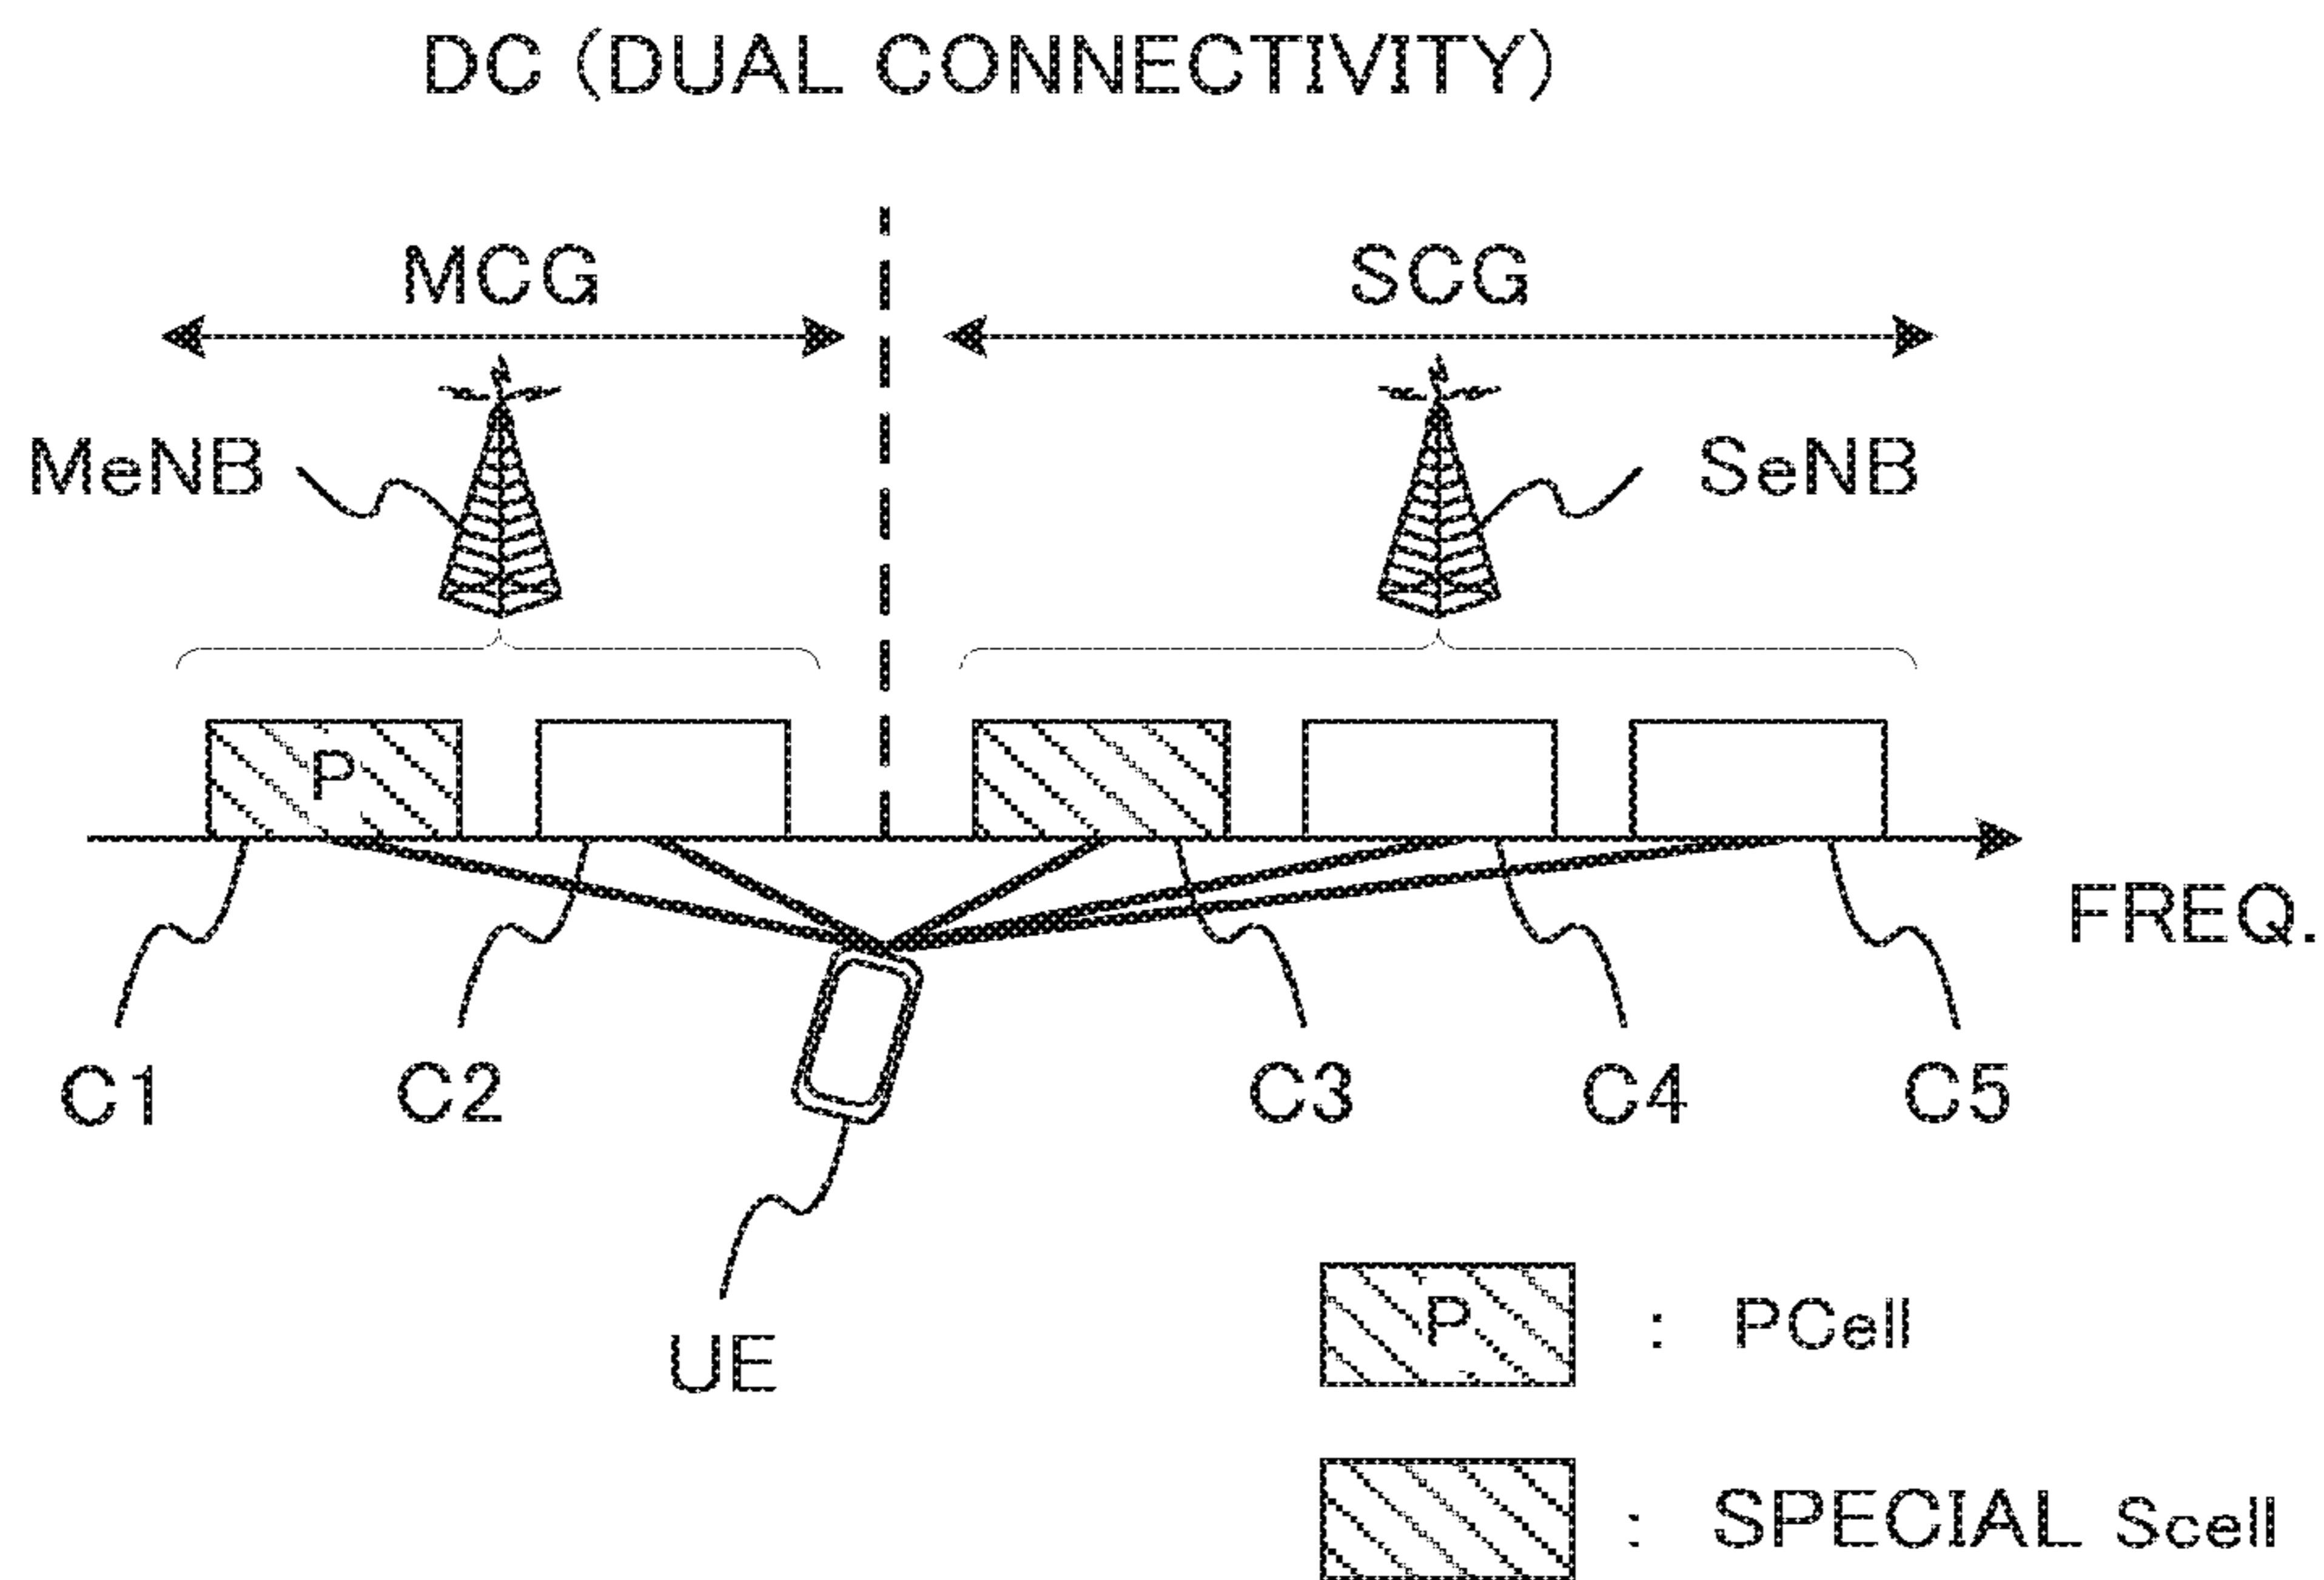 DC (DUAL CONNECTIVITY)
MCG
SCG
MeNB
SeNB
P
FREQ.
C1
C2
C3
C4
C5
UE
P : PCell
: SPECIAL Scell